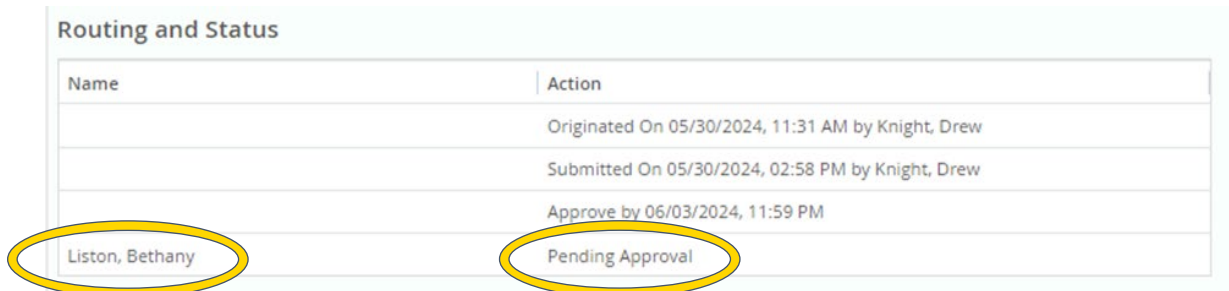 Routing and Status
Name Action
Originated On 05/30/2024, 11:31 AM by Knight, Drew
Submitted On 05/30/2024, 02:58 PM by Knight, Drew
Approve by 06/03/2024, 11:59 PM
Liston, Bethany Pending Approval